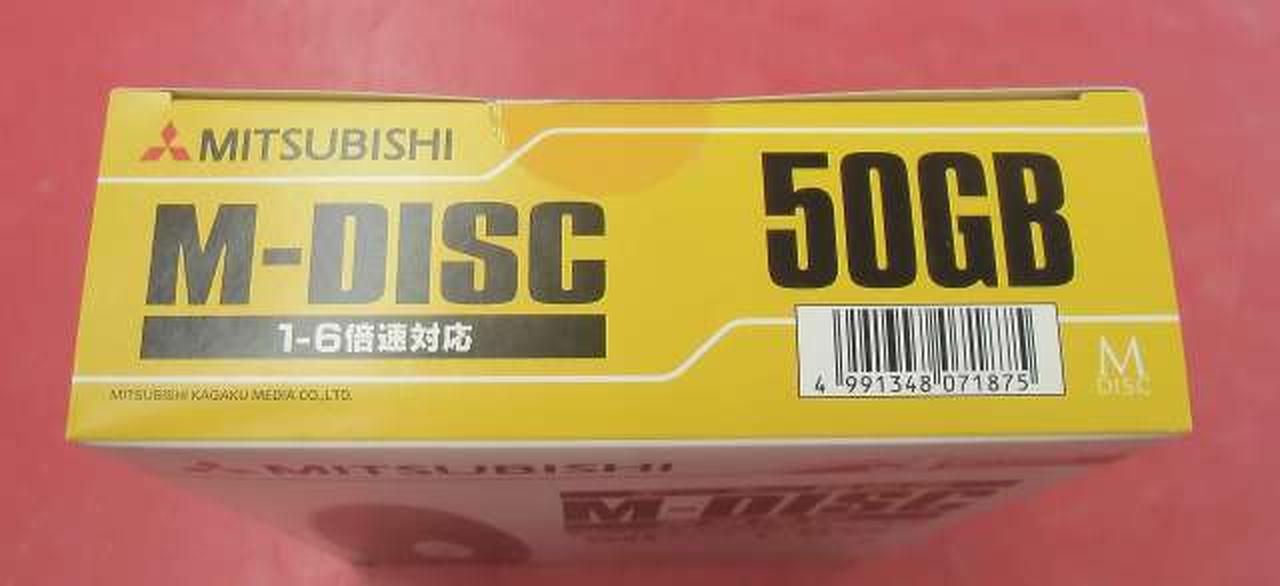 MITSUBISHI
M-DISC
50GB
1-6倍速対応
MITSUBISHI KAGAKU MEDIA CO.,LTD.
4 991348 071875
M
DISC
MITSUBISHI
M-DISC